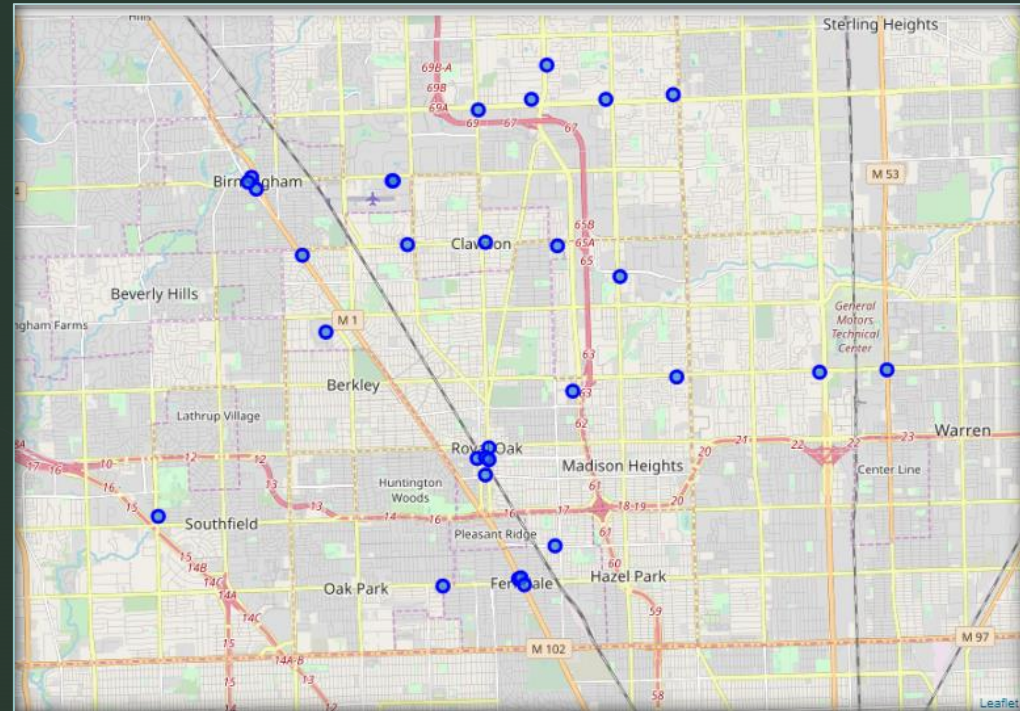 Hills
Sterling Heights
69B-A
69B
69A
69
67
67
M 53
Birmingham
4
65B
65A
65
Clawson
Beverly Hills
ngham Farms
M 1
General
Motors
Technical
Center
63
63
Berkley
Lathrup Village
62
Royal Oak
Warren
21
22
22
23
20
Center Line
Madison Heights
17
16
10
12
12
13
13
16
Huntington
Woods
61
18-19
20
14
16
16
17
15
Southfield
Pleasant Ridge
61
60
15
14B
14C
14A
14C
Oak Park
Ferndale
Hazel Park
59
M 97
M 102
15
14A-B
15
13
14
58
Leaflet